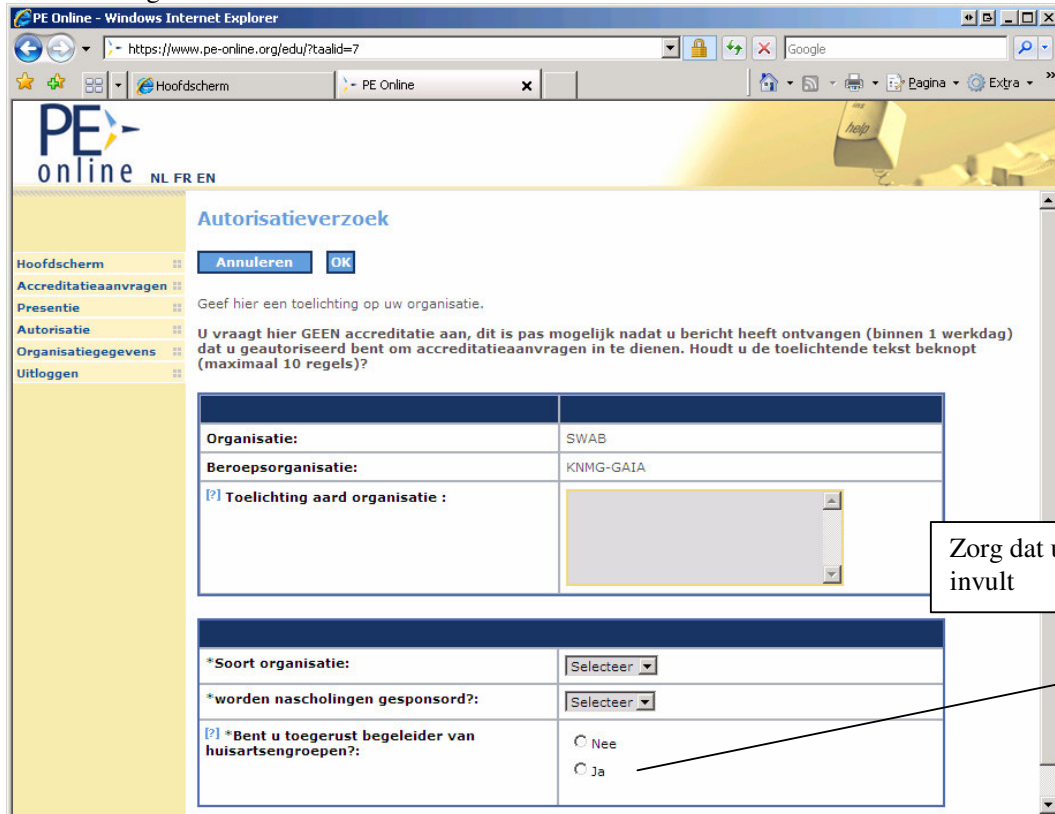 PE Online - Windows Internet Explorer
https://www.pe-online.org/edu/?taalid=7
Google
Hoofdscherm
PE Online
Pagina
Extra
»
PE
online NL FR EN
ins
help
Autorisatieverzoek
Annuleren OK
Hoofdscherm
Accreditatieaanvragen
Presentie
Autorisatie
Organisatiegegevens
Uitloggen
Geef hier een toelichting op uw organisatie.
U vraagt hier GEEN accreditatie aan, dit is pas mogelijk nadat u bericht heeft ontvangen (binnen 1 werkdag)
dat u geautoriseerd bent om accreditatieaanvragen in te dienen. Houdt u de toelichtende tekst beknopt
(maximaal 10 regels)?
Organisatie: SWAB
Beroepsorganisatie: KNMG-GAIA
[?] Toelichting aard organisatie :
Zorg dat u
invult
*Soort organisatie: Selecteer
*worden nascholingen gesponsord?: Selecteer
[?] *Bent u toegerust begeleider van
huisartsengroepen?:
Nee
Ja